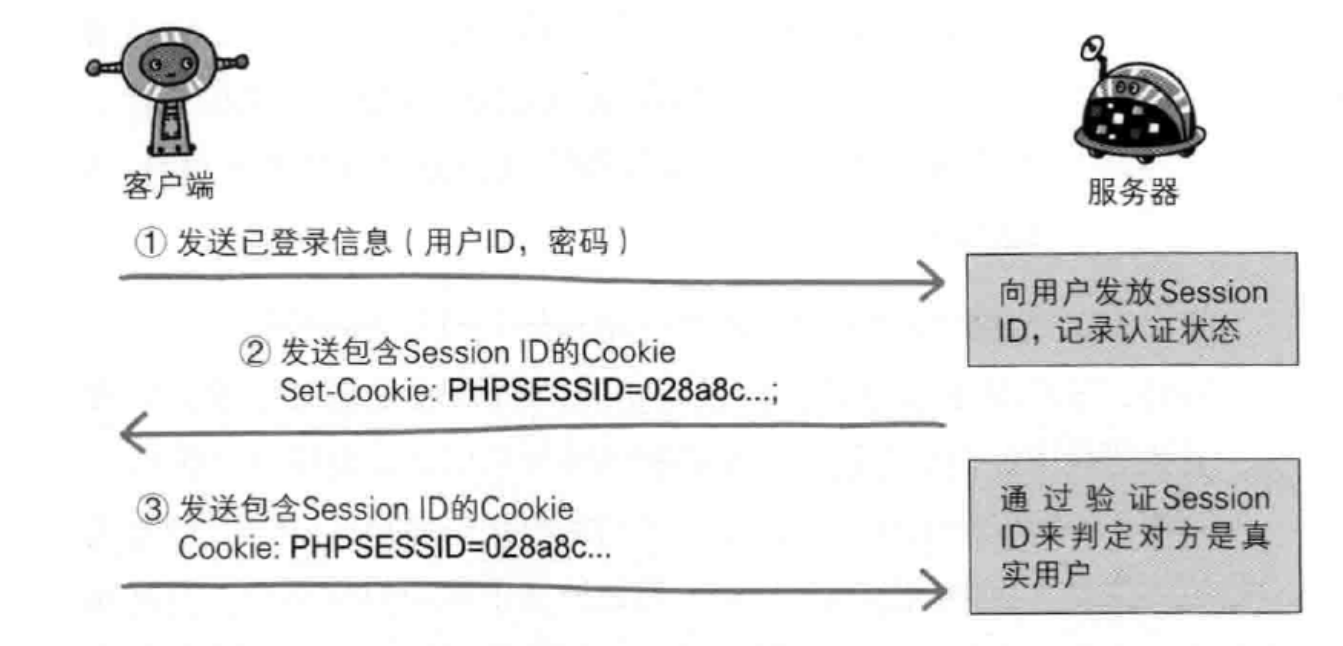 客户端
服务器
① 发送已登录信息（用户ID，密码）
向用户发放Session
ID，记录认证状态
② 发送包含Session ID的Cookie
Set-Cookie: PHPSESSID=028a8c...;
③ 发送包含Session ID的Cookie
Cookie: PHPSESSID=028a8c...
通过验证Session
ID来判定对方是真
实用户